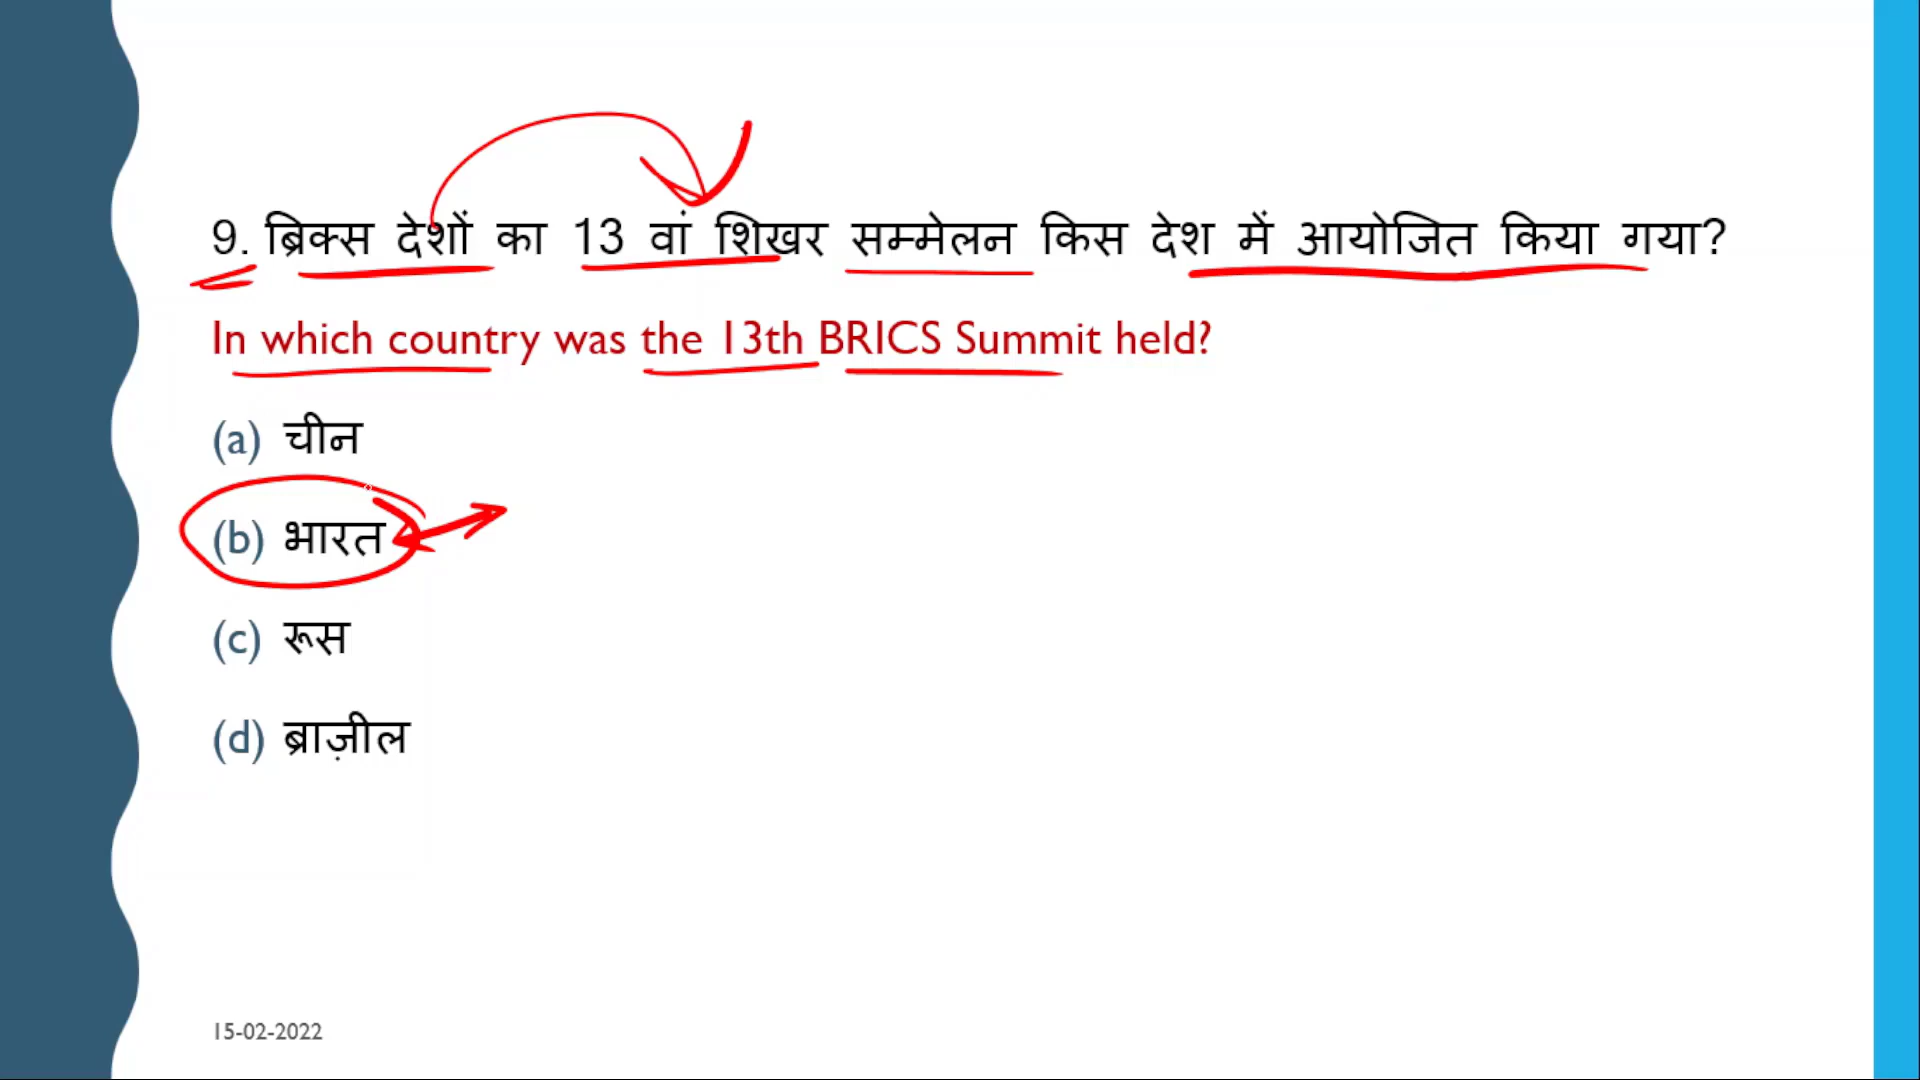 9. ब्रिक्स देशों का 13 वां शिखर सम्मेलन किस देश में आयोजित किया गया?
In which country was the 13th BRICS Summit held?
(a) चीन
(b) भारत
(c) रूस
(d) ब्राज़ील
15-02-2022